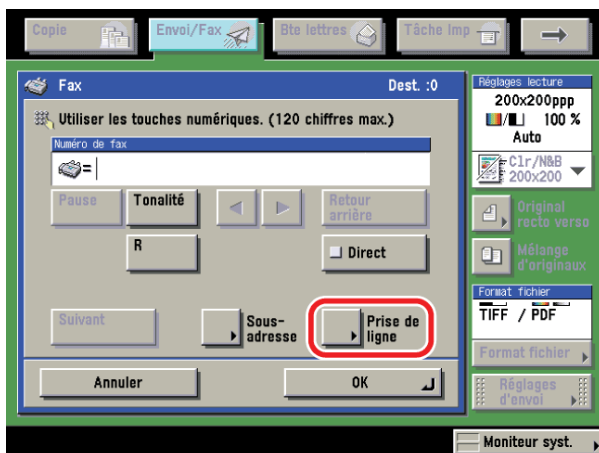 Copie
Envoi/Fax
Bte lettres
Tâche Imp
Fax
Dest. :0
Utiliser les touches numériques. (120 chiffres max.)
Numéro de fax
=
Pause
Tonalité
Retour
arrière
R
Direct
Suivant
Sous-
adresse
Prise de
ligne
Annuler
OK
Réglages lecture
200x200ppp
/ 100 %
Auto
Clr/N&B
200x200
Original
recto verso
Mélange
d'originaux
Format fichier
TIFF / PDF
Format fichier
Réglages
d'envoi
Moniteur syst.